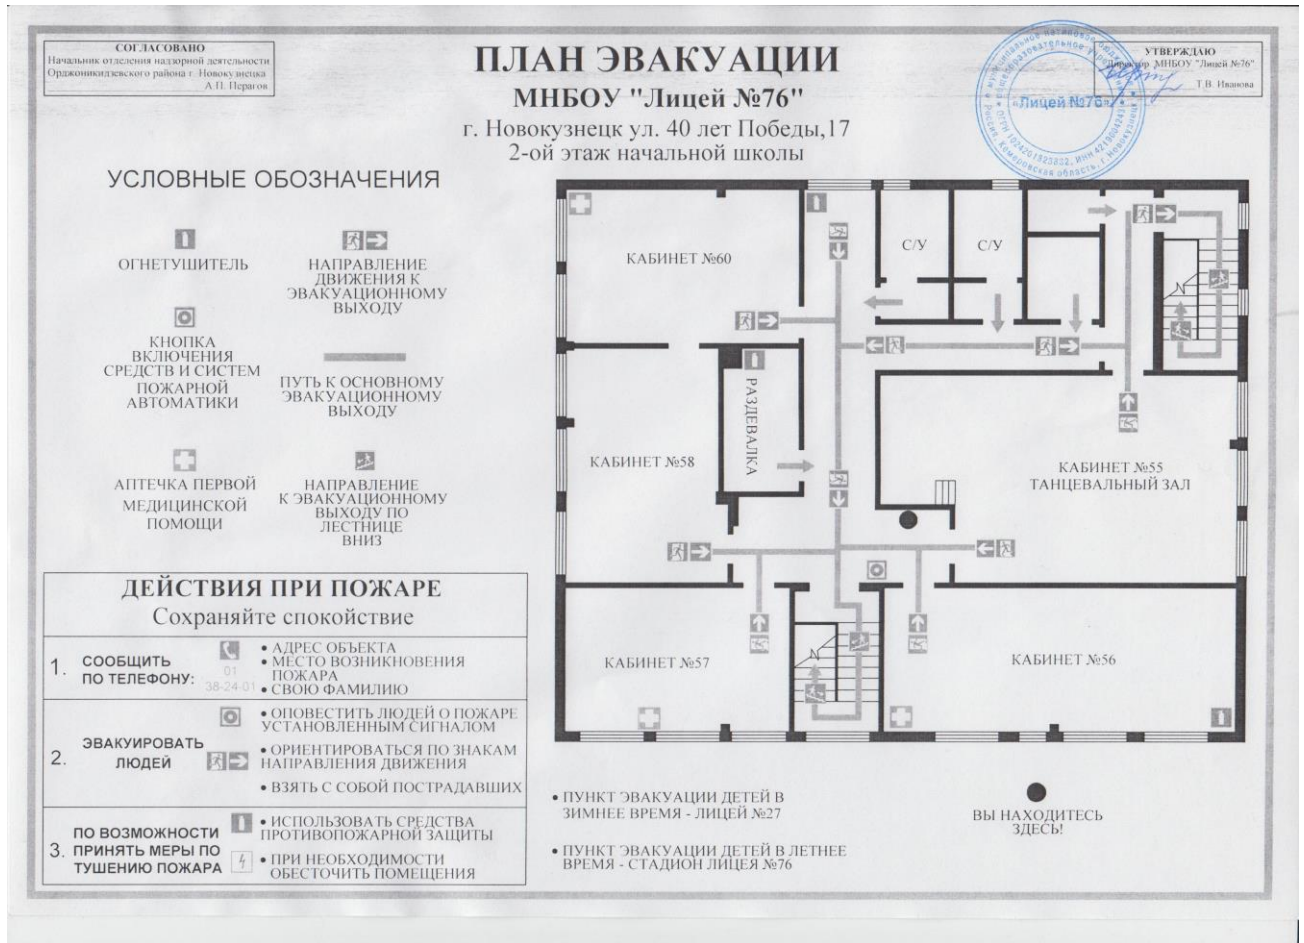 СОГЛАСОВАНО
Начальник отделения надзорной деятельности
Орджоникидзевского района г. Новокузнецка
А.П. Перагов
ПЛАН ЭВАКУАЦИИ
МНБОУ "Лицей №76"
г. Новокузнецк ул. 40 лет Победы,17
2-ой этаж начальной школы
УТВЕРЖДАЮ
Директор МНБОУ "Лицей №76"
Т.В. Иванова
«Лицей №76»
УСЛОВНЫЕ ОБОЗНАЧЕНИЯ
ОГНЕТУШИТЕЛЬ
НАПРАВЛЕНИЕ
ДВИЖЕНИЯ К
ЭВАКУАЦИОННОМУ
ВЫХОДУ
КНОПКА
ВКЛЮЧЕНИЯ
СРЕДСТВ И СИСТЕМ
ПОЖАРНОЙ
АВТОМАТИКИ
ПУТЬ К ОСНОВНОМУ
ЭВАКУАЦИОННОМУ
ВЫХОДУ
АПТЕЧКА ПЕРВОЙ
МЕДИЦИНСКОЙ
ПОМОЩИ
НАПРАВЛЕНИЕ
К ЭВАКУАЦИОННОМУ
ВЫХОДУ ПО
ЛЕСТНИЦЕ
ВНИЗ
КАБИНЕТ №60
С/У
С/У
РАЗДЕВАЛКА
КАБИНЕТ №58
КАБИНЕТ №55
ТАНЦЕВАЛЬНЫЙ ЗАЛ
КАБИНЕТ №57
КАБИНЕТ №56
ДЕЙСТВИЯ ПРИ ПОЖАРЕ
Сохраняйте спокойствие
1. СООБЩИТЬ
ПО ТЕЛЕФОНУ:
01
38-24-01
• АДРЕС ОБЪЕКТА
• МЕСТО ВОЗНИКНОВЕНИЯ
ПОЖАРА
• СВОЮ ФАМИЛИЮ
2. ЭВАКУИРОВАТЬ
ЛЮДЕЙ
• ОПОВЕСТИТЬ ЛЮДЕЙ О ПОЖАРЕ
УСТАНОВЛЕННЫМ СИГНАЛОМ
• ОРИЕНТИРОВАТЬСЯ ПО ЗНАКАМ
НАПРАВЛЕНИЯ ДВИЖЕНИЯ
• ВЗЯТЬ С СОБОЙ ПОСТРАДАВШИХ
3. ПО ВОЗМОЖНОСТИ
ПРИНЯТЬ МЕРЫ ПО
ТУШЕНИЮ ПОЖАРА
• ИСПОЛЬЗОВАТЬ СРЕДСТВА
ПРОТИВОПОЖАРНОЙ ЗАЩИТЫ
• ПРИ НЕОБХОДИМОСТИ
ОБЕСТОЧИТЬ ПОМЕЩЕНИЯ
• ПУНКТ ЭВАКУАЦИИ ДЕТЕЙ В
ЗИМНЕЕ ВРЕМЯ - ЛИЦЕЙ №27
• ПУНКТ ЭВАКУАЦИИ ДЕТЕЙ В ЛЕТНЕЕ
ВРЕМЯ - СТАДИОН ЛИЦЕЯ №76
ВЫ НАХОДИТЕСЬ
ЗДЕСЬ!